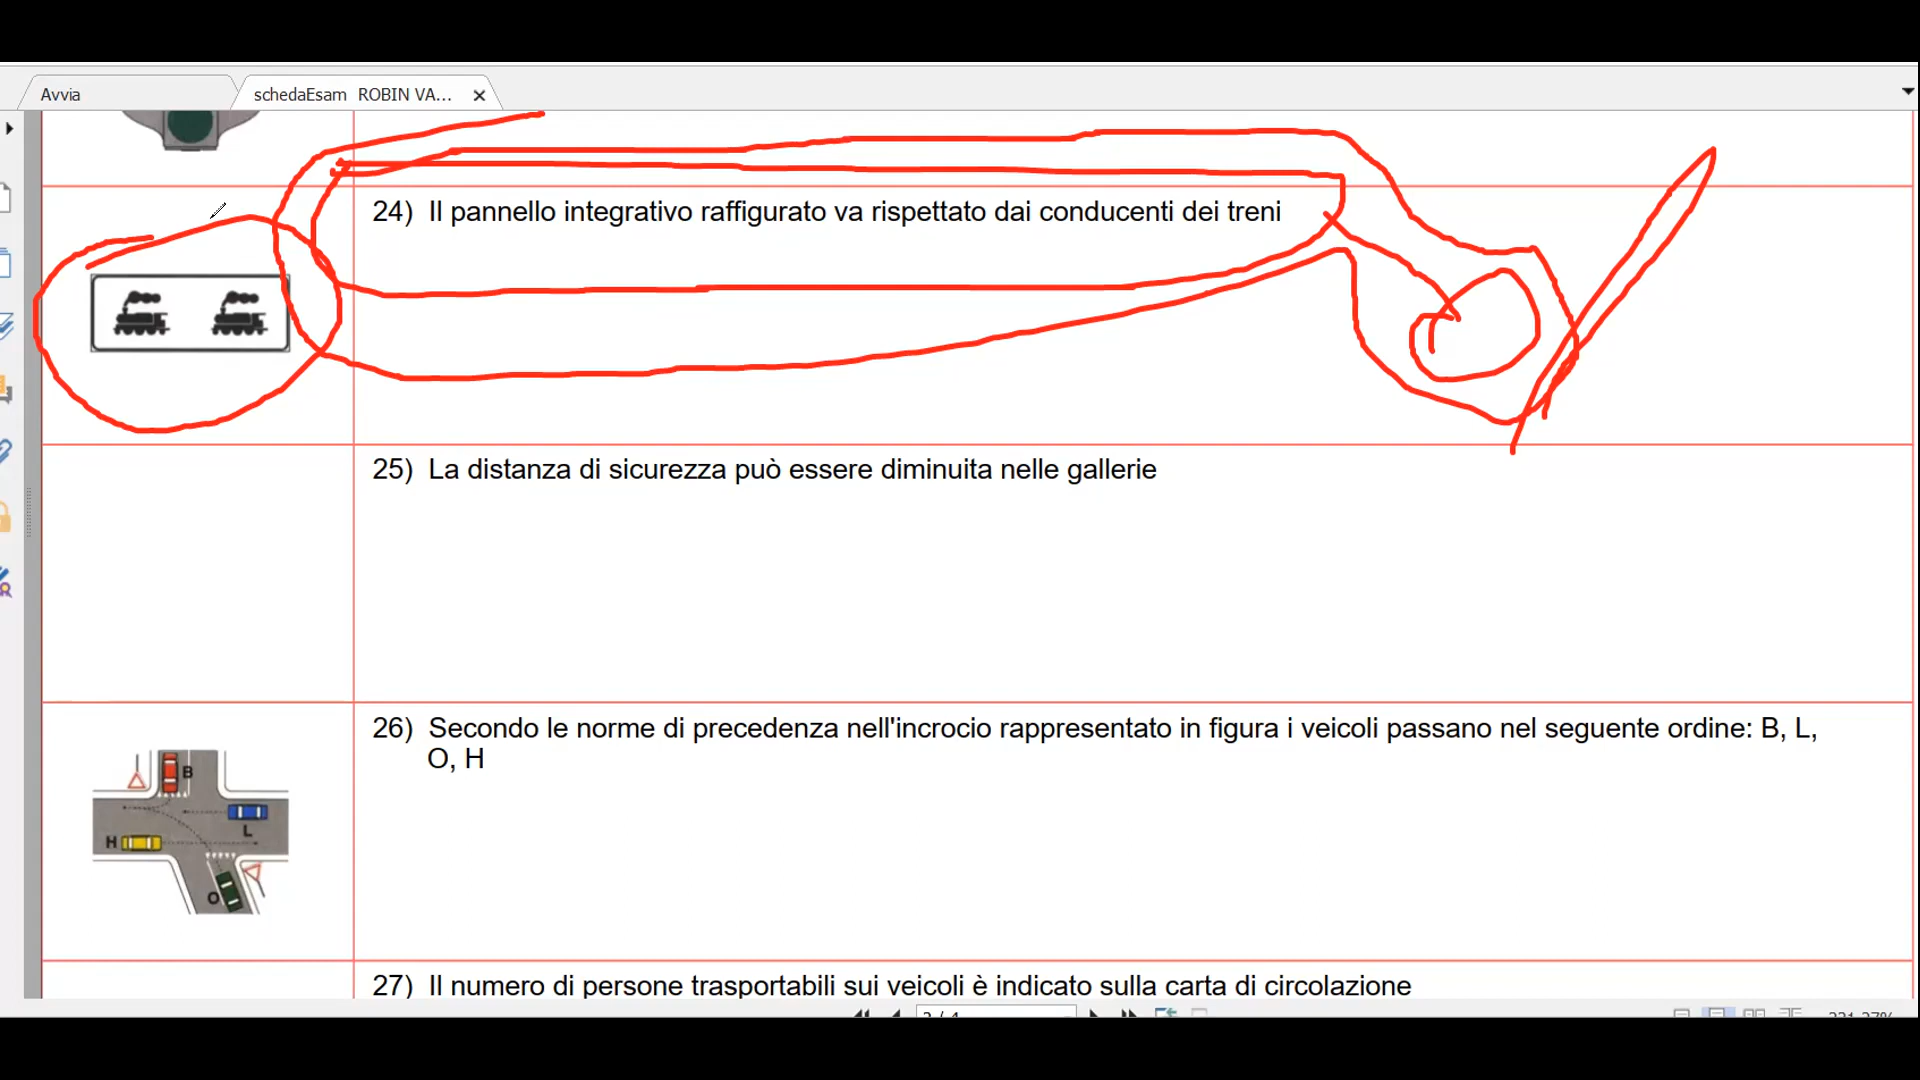 Avvia
schedaEsam ROBIN VA...
24) Il pannello integrativo raffigurato va rispettato dai conducenti dei treni
25) La distanza di sicurezza può essere diminuita nelle gallerie
26) Secondo le norme di precedenza nell'incrocio rappresentato in figura i veicoli passano nel seguente ordine: B, L,
O, H
B
L
H
O
27) Il numero di persone trasportabili sui veicoli è indicato sulla carta di circolazione